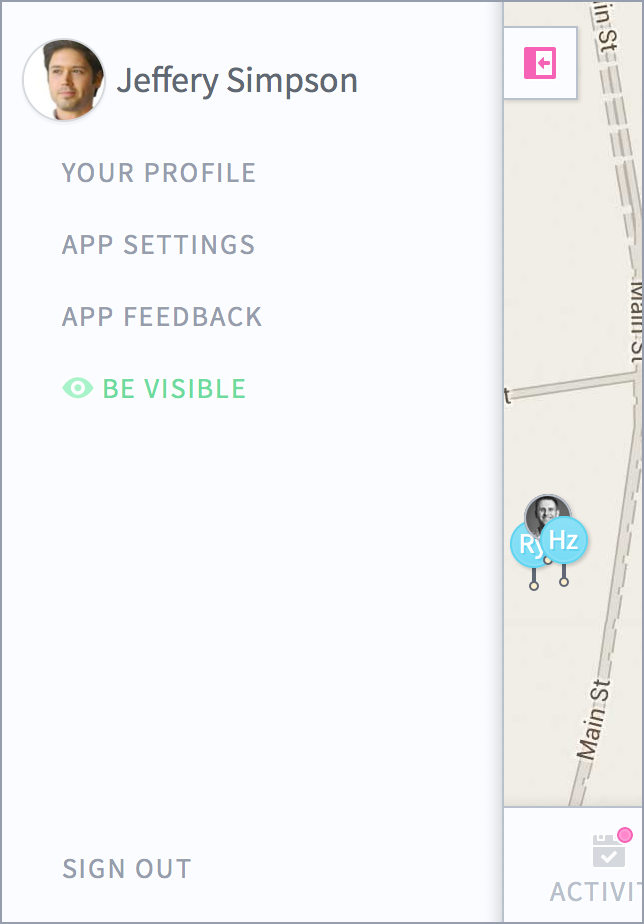 Jeffery Simpson
YOUR PROFILE
APP SETTINGS
APP FEEDBACK
BE VISIBLE
SIGN OUT
in St
Main St
t
Ry
Hz
Main St
ACTIVIT